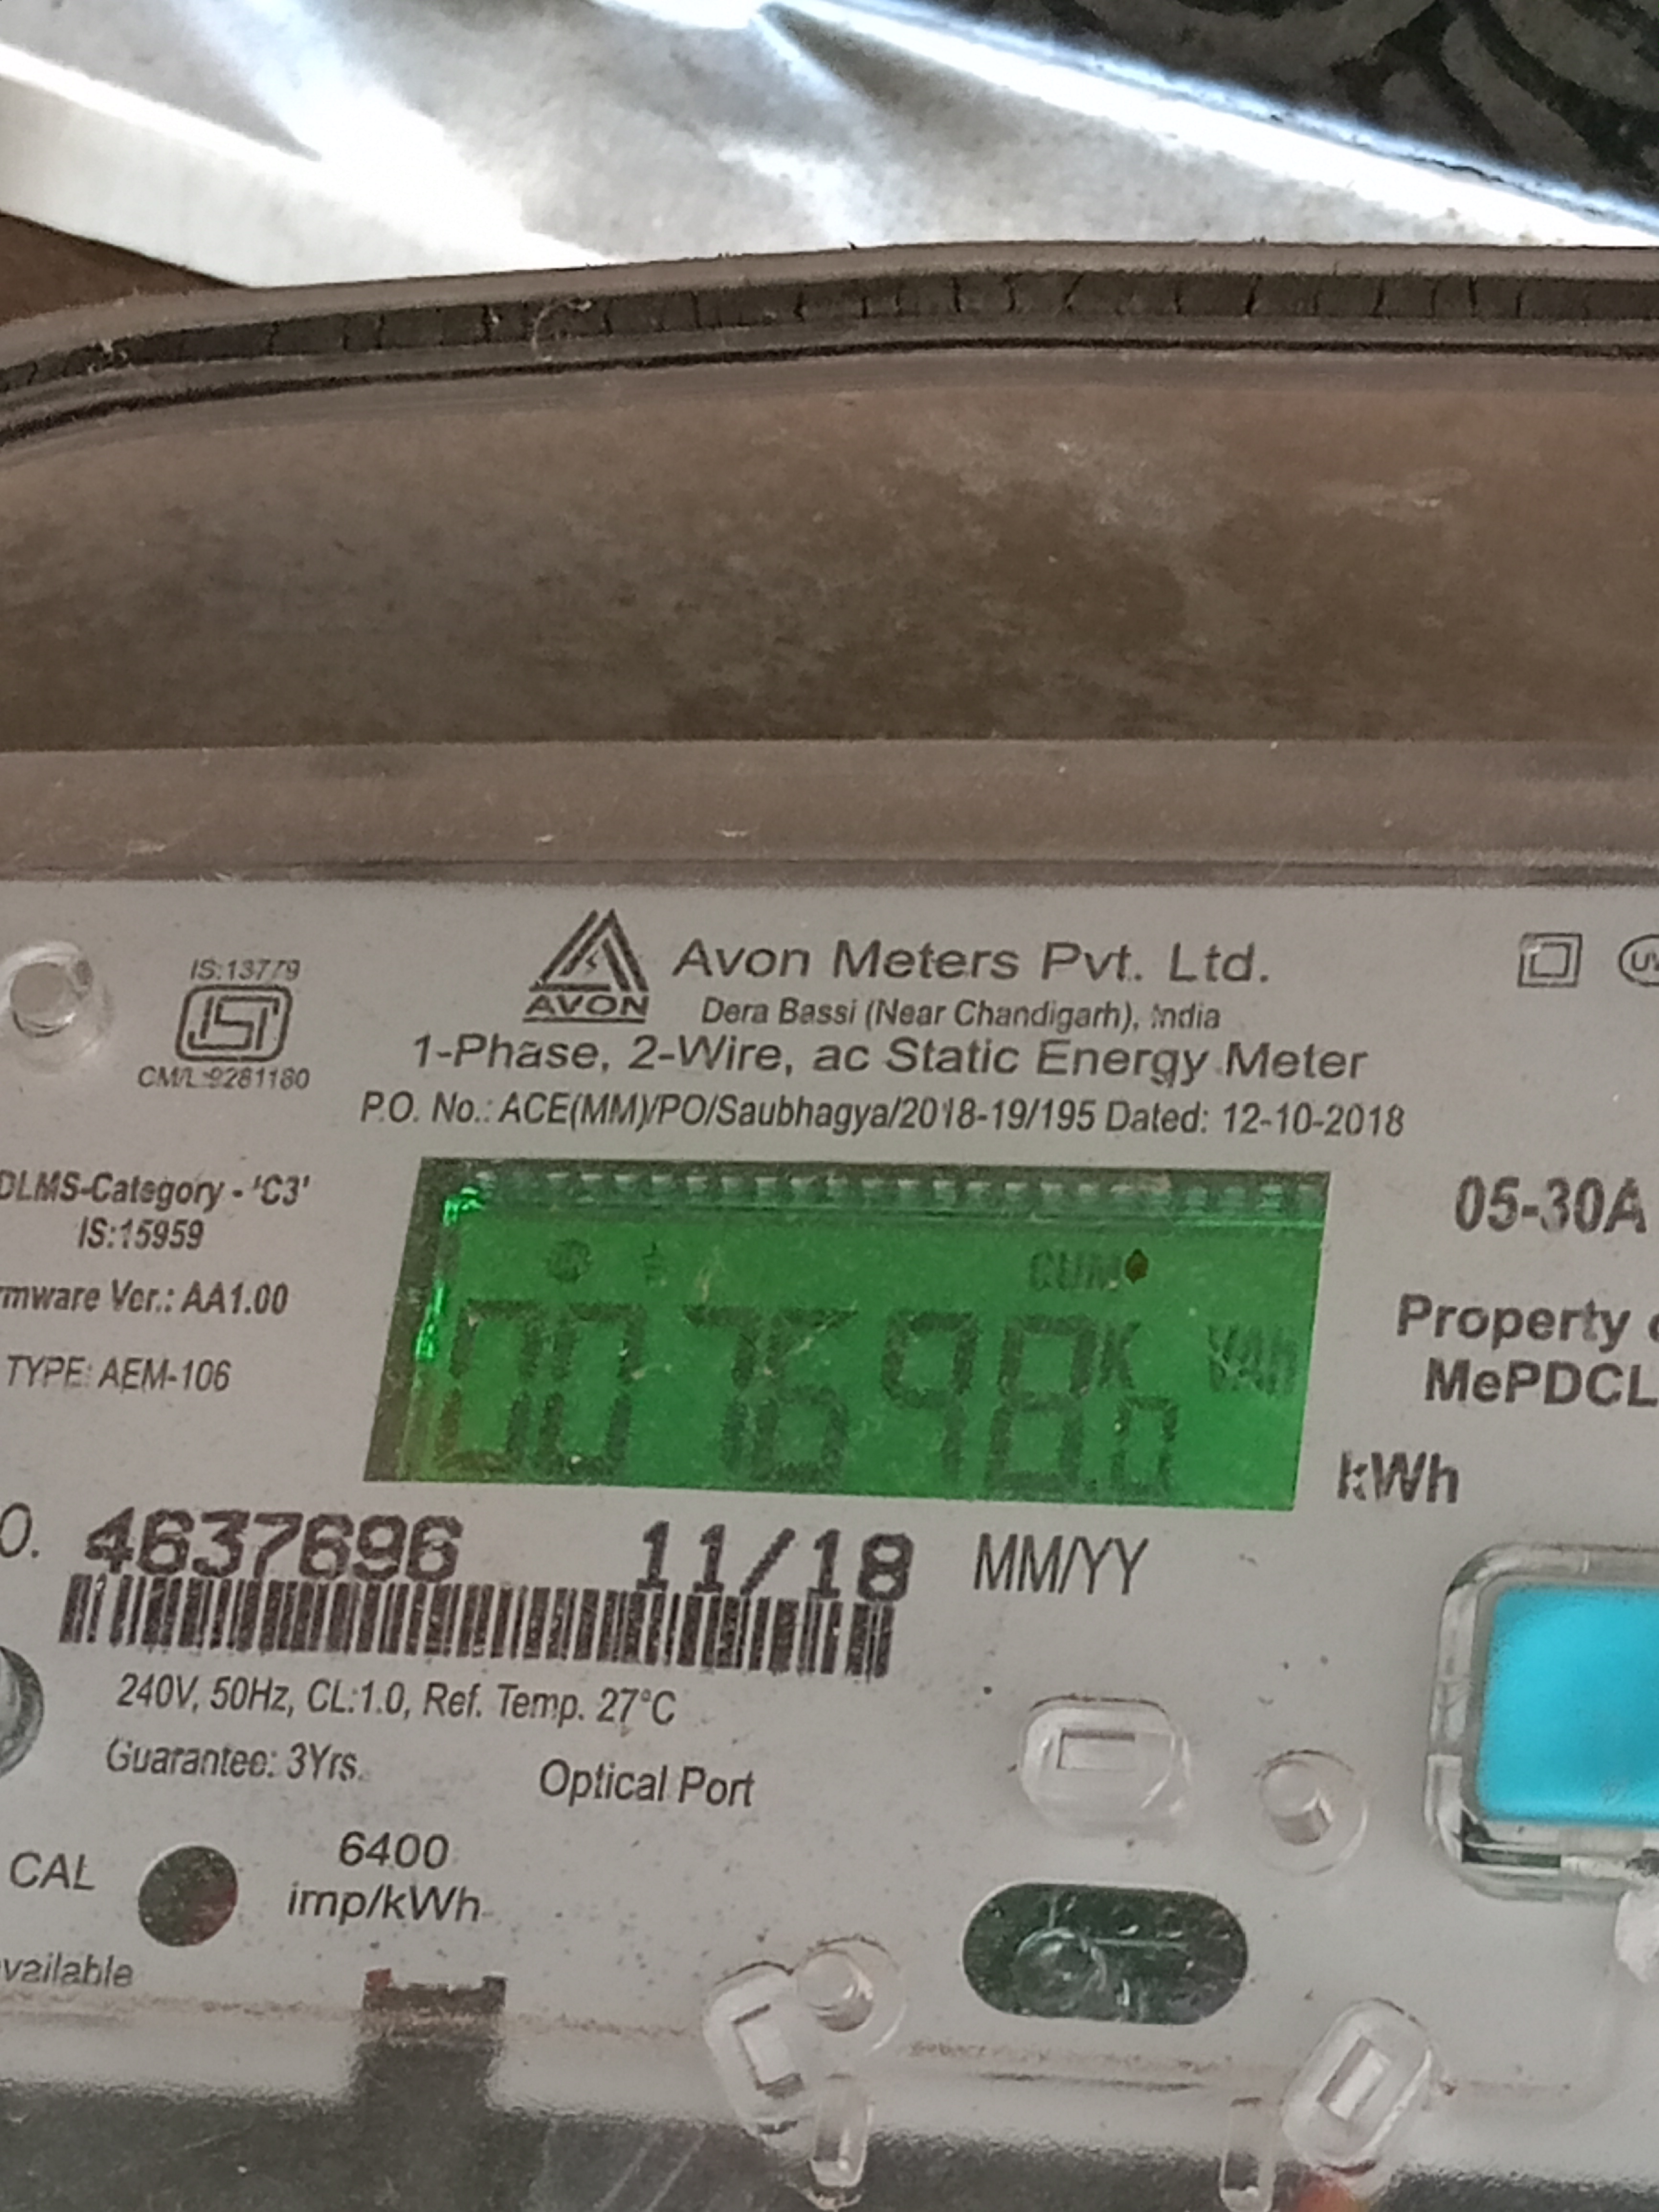 IS:13779
ISI
CM/L:9281180
AVON
Avon Meters Pvt. Ltd.
Dera Bassi (Near Chandigarh), India
1-Phase, 2-Wire, ac Static Energy Meter
P.O. No.: ACE(MM)/PO/Saubhagya/2018-19/195 Dated: 12-10-2018
DLMS-Category - 'C3'
IS:15959
rmware Ver.: AA1.00
TYPE: AEM-106
CUM
007698.0 K VAh
05-30A
Property
MePDCL
kWh
O. 4637696 11/18 MM/YY
240V, 50Hz, CL:1.0, Ref. Temp. 27°C
Guarantee: 3Yrs.
Optical Port
CAL
6400
imp/kWh
vailable